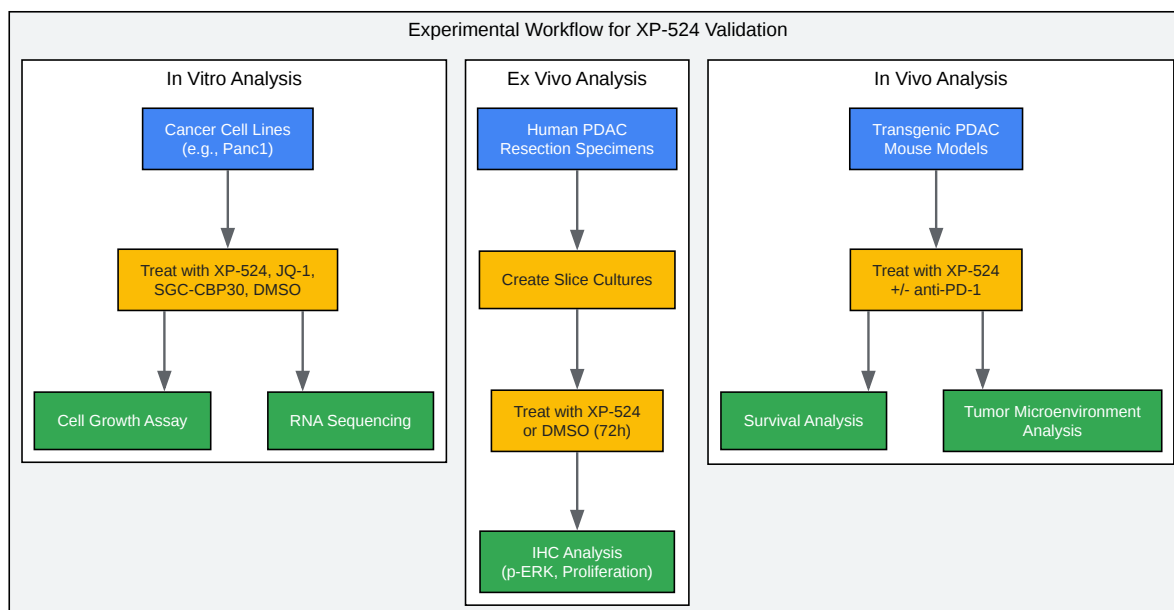 Experimental Workflow for XP-524 Validation
In Vitro Analysis
Cancer Cell Lines
(e.g., Panc1)
Treat with XP-524, JQ-1,
SGC-CBP30, DMSO
Cell Growth Assay
RNA Sequencing
Ex Vivo Analysis
Human PDAC
Resection Specimens
Create Slice Cultures
Treat with XP-524
or DMSO (72h)
IHC Analysis
(p-ERK, Proliferation)
In Vivo Analysis
Transgenic PDAC
Mouse Models
Treat with XP-524
+/- anti-PD-1
Survival Analysis
Tumor Microenvironment
Analysis